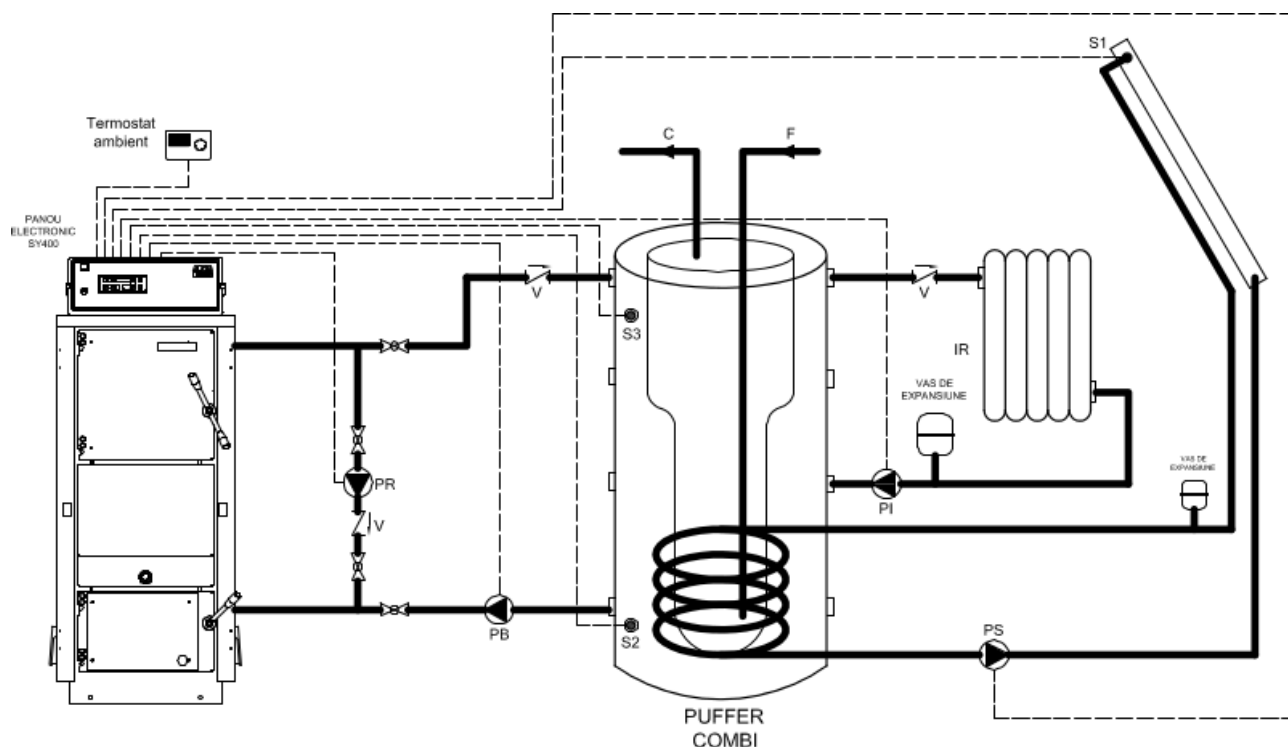 S1
Termostat
ambient
C
F
PANOU
ELECTRONIC
SY400
V
V
S3
IR
VAS DE
EXPANSIUNE
VAS DE
EXPANSIUNE
PR
PI
V
PB
S2
PS
PUFFER
COMBI